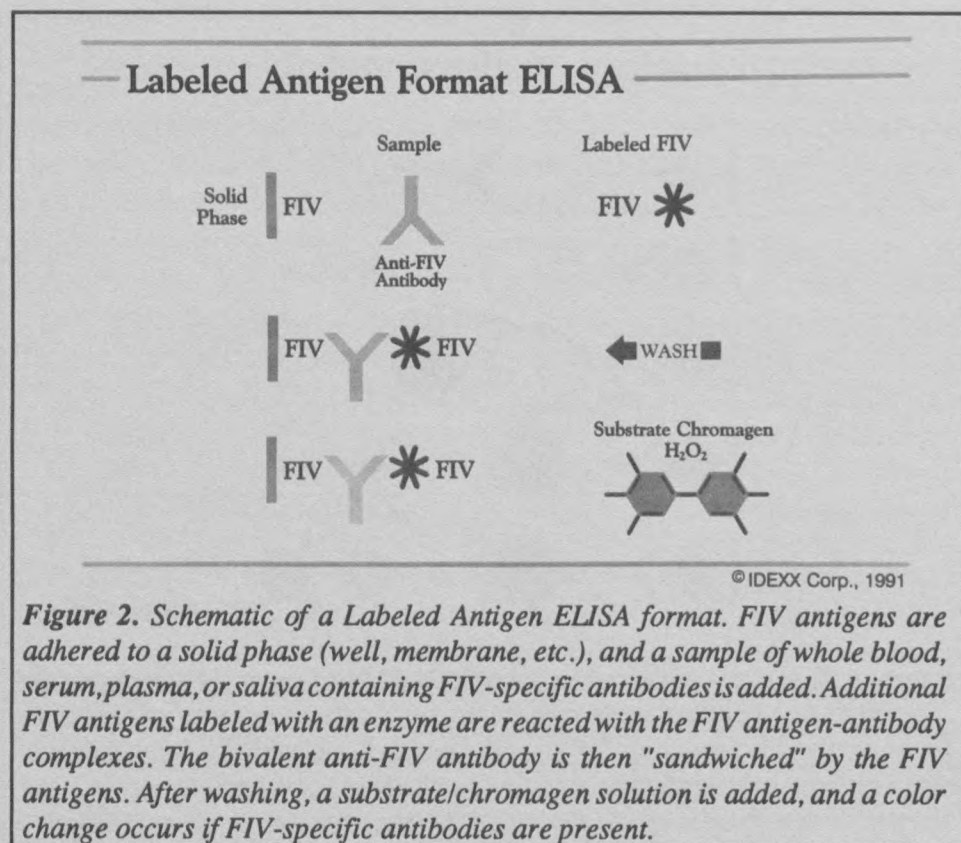 Labeled Antigen Format ELISA
Sample
Labeled FIV
Solid
Phase
FIV
FIV
Anti-FIV
Antibody
FIV
FIV
WASH
Substrate Chromagen
H₂O₂
FIV
FIV
© IDEXX Corp., 1991
Figure 2. Schematic of a Labeled Antigen ELISA format. FIV antigens are
adhered to a solid phase (well, membrane, etc.), and a sample of whole blood,
serum, plasma, or saliva containing FIV-specific antibodies is added. Additional
FIV antigens labeled with an enzyme are reacted with the FIV antigen-antibody
complexes. The bivalent anti-FIV antibody is then "sandwiched" by the FIV
antigens. After washing, a substrate/chromagen solution is added, and a color
change occurs if FIV-specific antibodies are present.